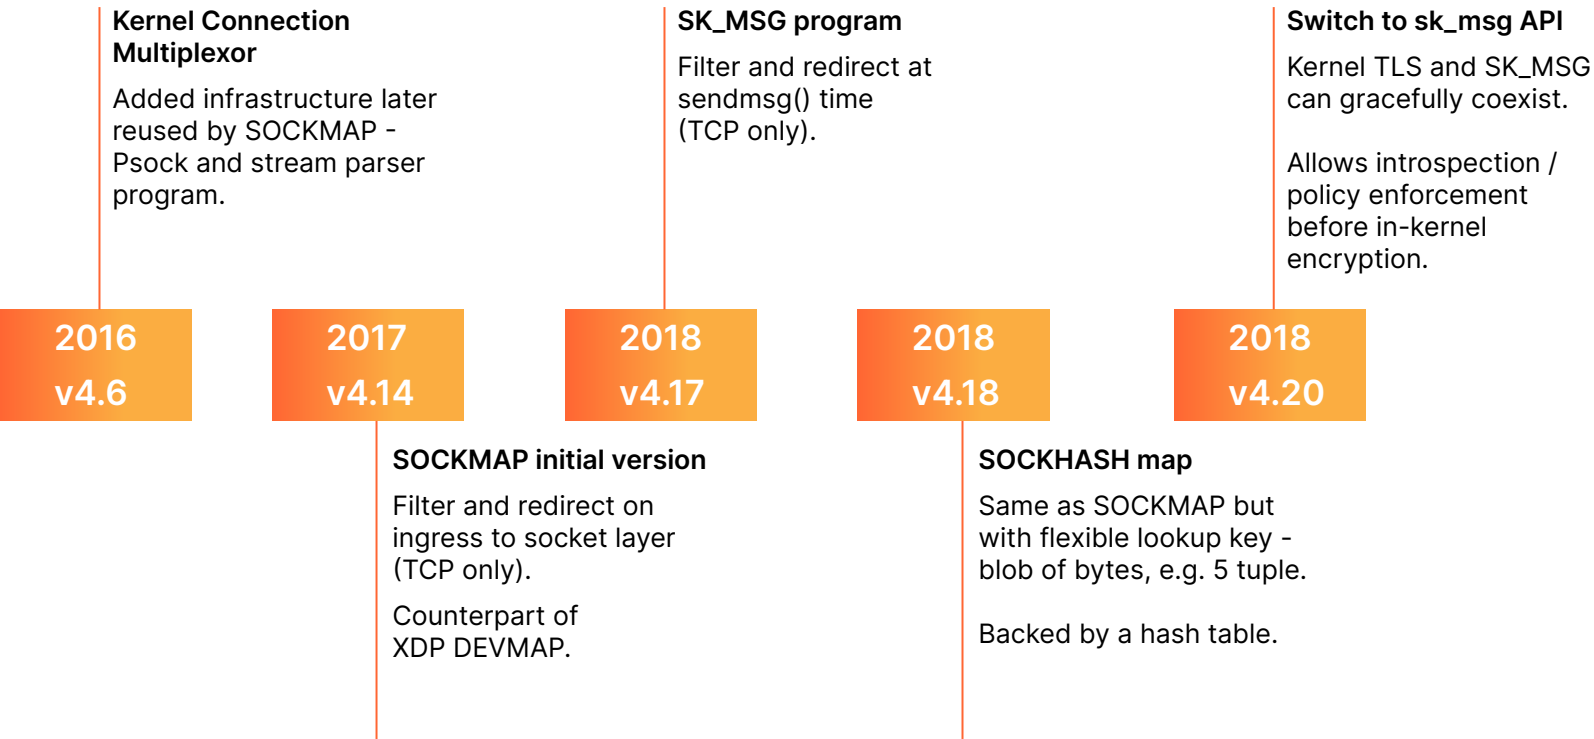 Kernel Connection
Multiplexor
Added infrastructure later
reused by SOCKMAP -
Psock and stream parser
program.
2016
v4.6
2017
v4.14
SOCKMAP initial version
Filter and redirect on
ingress to socket layer
(TCP only).
Counterpart of
XDP DEVMAP.
SK_MSG program
Filter and redirect at
sendmsg() time
(TCP only).
2018
v4.17
2018
v4.18
SOCKHASH map
Same as SOCKMAP but
with flexible lookup key -
blob of bytes, e.g. 5 tuple.
Backed by a hash table.
Switch to sk_msg API
Kernel TLS and SK_MSG
can gracefully coexist.
Allows introspection /
policy enforcement
before in-kernel
encryption.
2018
v4.20